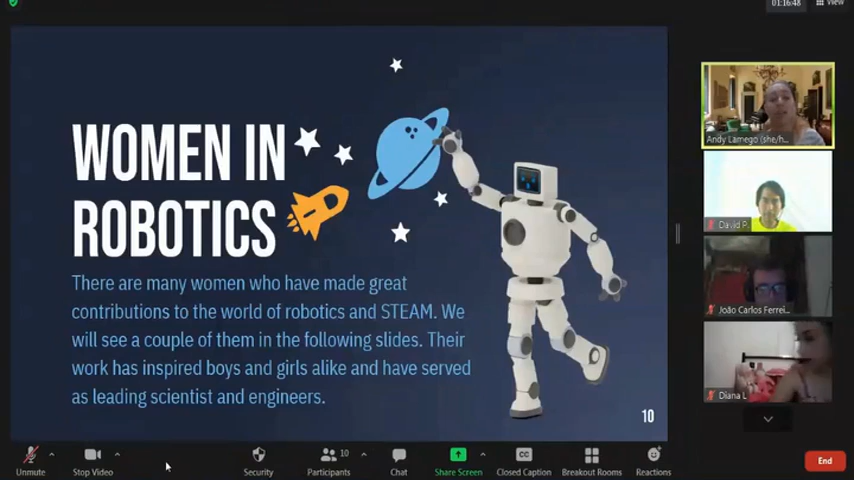 01:16:48
View
WOMEN IN
ROBOTICS
There are many women who have made great
contributions to the world of robotics and STEAM. We
will see a couple of them in the following slides. Their
work has inspired boys and girls alike and have served
as leading scientist and engineers.
10
Andy Lamego (she/h...
David P.
João Carlos Ferrei...
Diana L
Unmute
Stop Video
Security
Participants
10
Chat
Share Screen
CC
Closed Caption
Breakout Rooms
Reactions
End